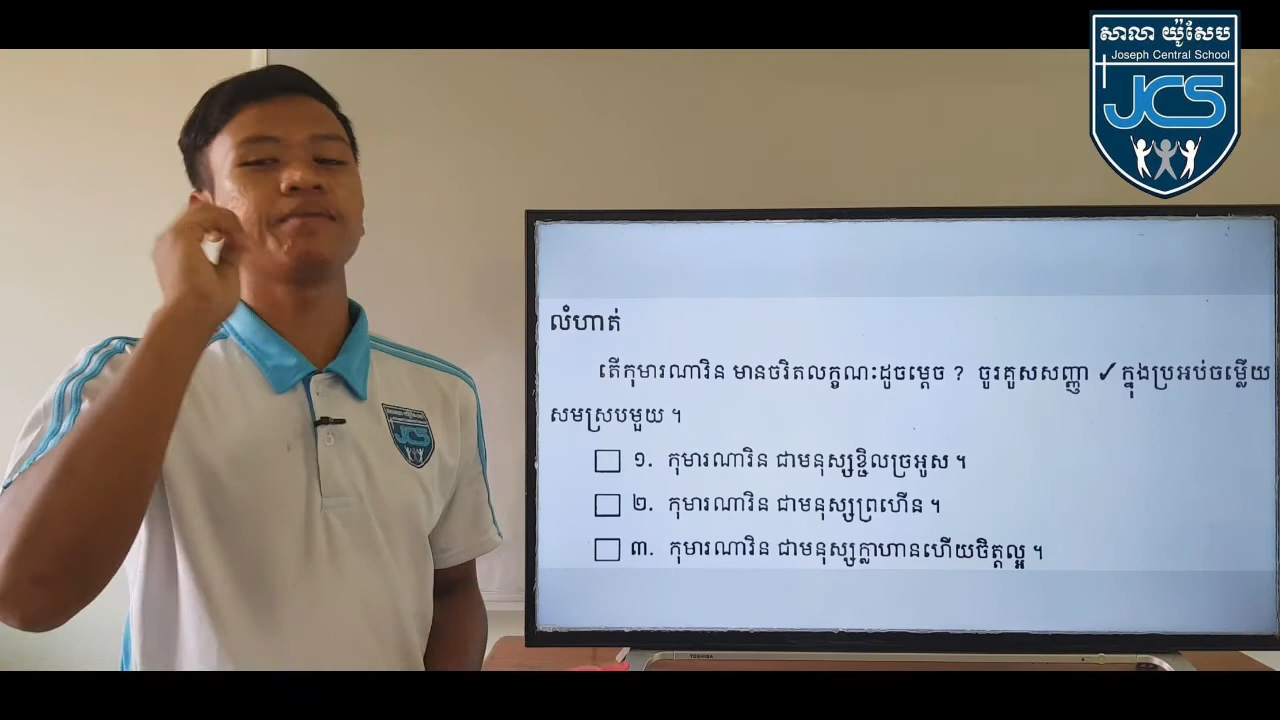 សាលា យ៉ូសែប
Joseph Central School
JCS
លំហាត់
តើកុមារណារិន មានចរិតលក្ខណៈដូចម្ដេច ? ចូរគូសសញ្ញា ✓ ក្នុងប្រអប់ចម្លើយ
សមស្របមួយ ។
១. កុមារណារិន ជាមនុស្សខ្ជិលច្រអូស ។
២. កុមារណារិន ជាមនុស្សព្រហើន ។
៣. កុមារណារិន ជាមនុស្សក្លាហានហើយចិត្តល្អ ។
JCS
TOSHIBA